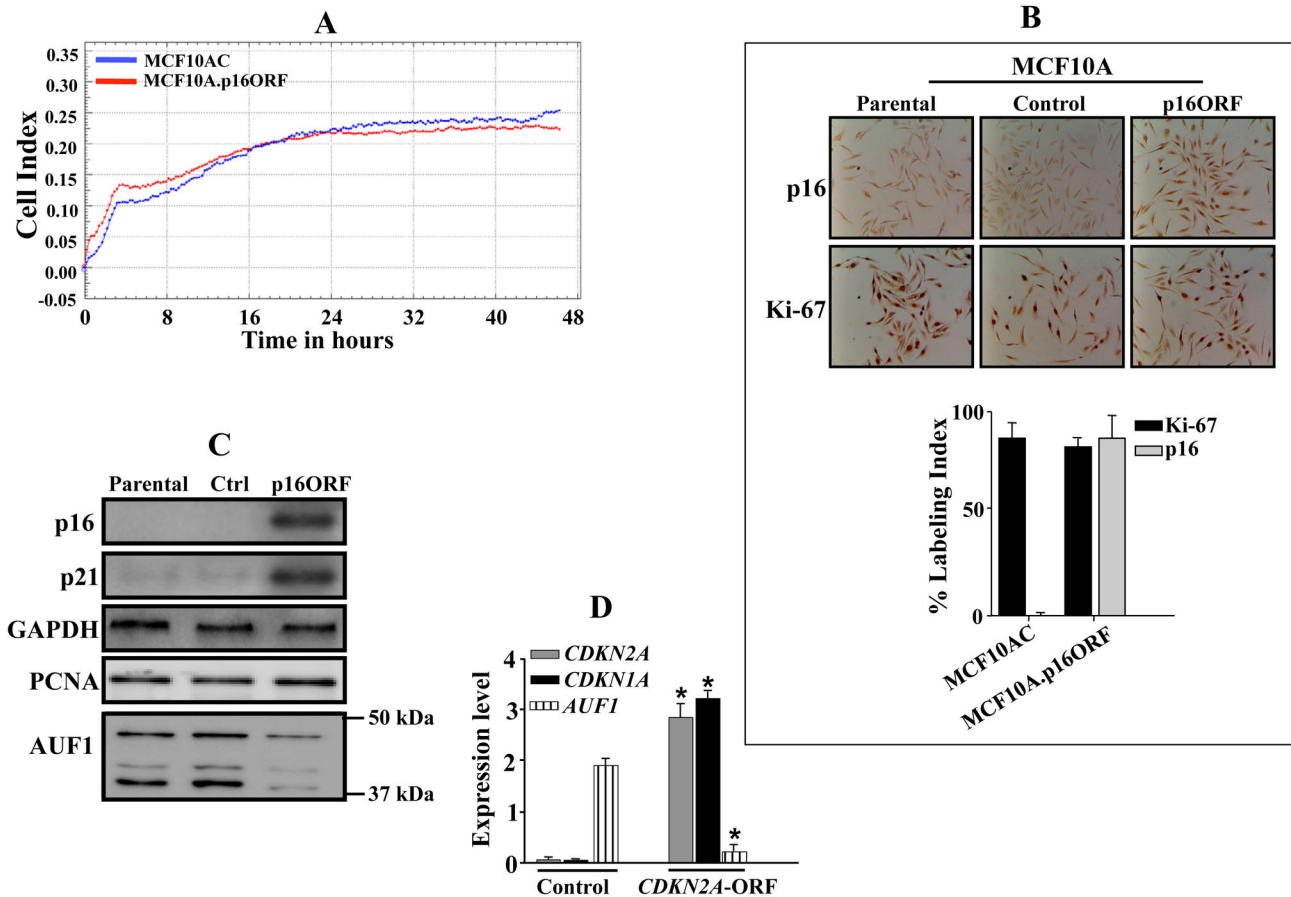 A
0.35
0.30
0.25
0.20
0.15
0.10
0.05
0.00
-0.05
Cell Index
MCF10AC
MCF10A.p16ORF
0 8 16 24 32 40 48
Time in hours
B
MCF10A
Parental Control p16ORF
p16
Ki-67
100
50
0
% Labeling Index
Ki-67
p16
MCF10AC
MCF10A.p16ORF
C
Parental Ctrl p16ORF
p16
p21
GAPDH
PCNA
AUF1
50 kDa
37 kDa
D
4
3
2
1
0
Expression level
CDKN2A
CDKN1A
AUF1
* *
*
Control CDKN2A-ORF